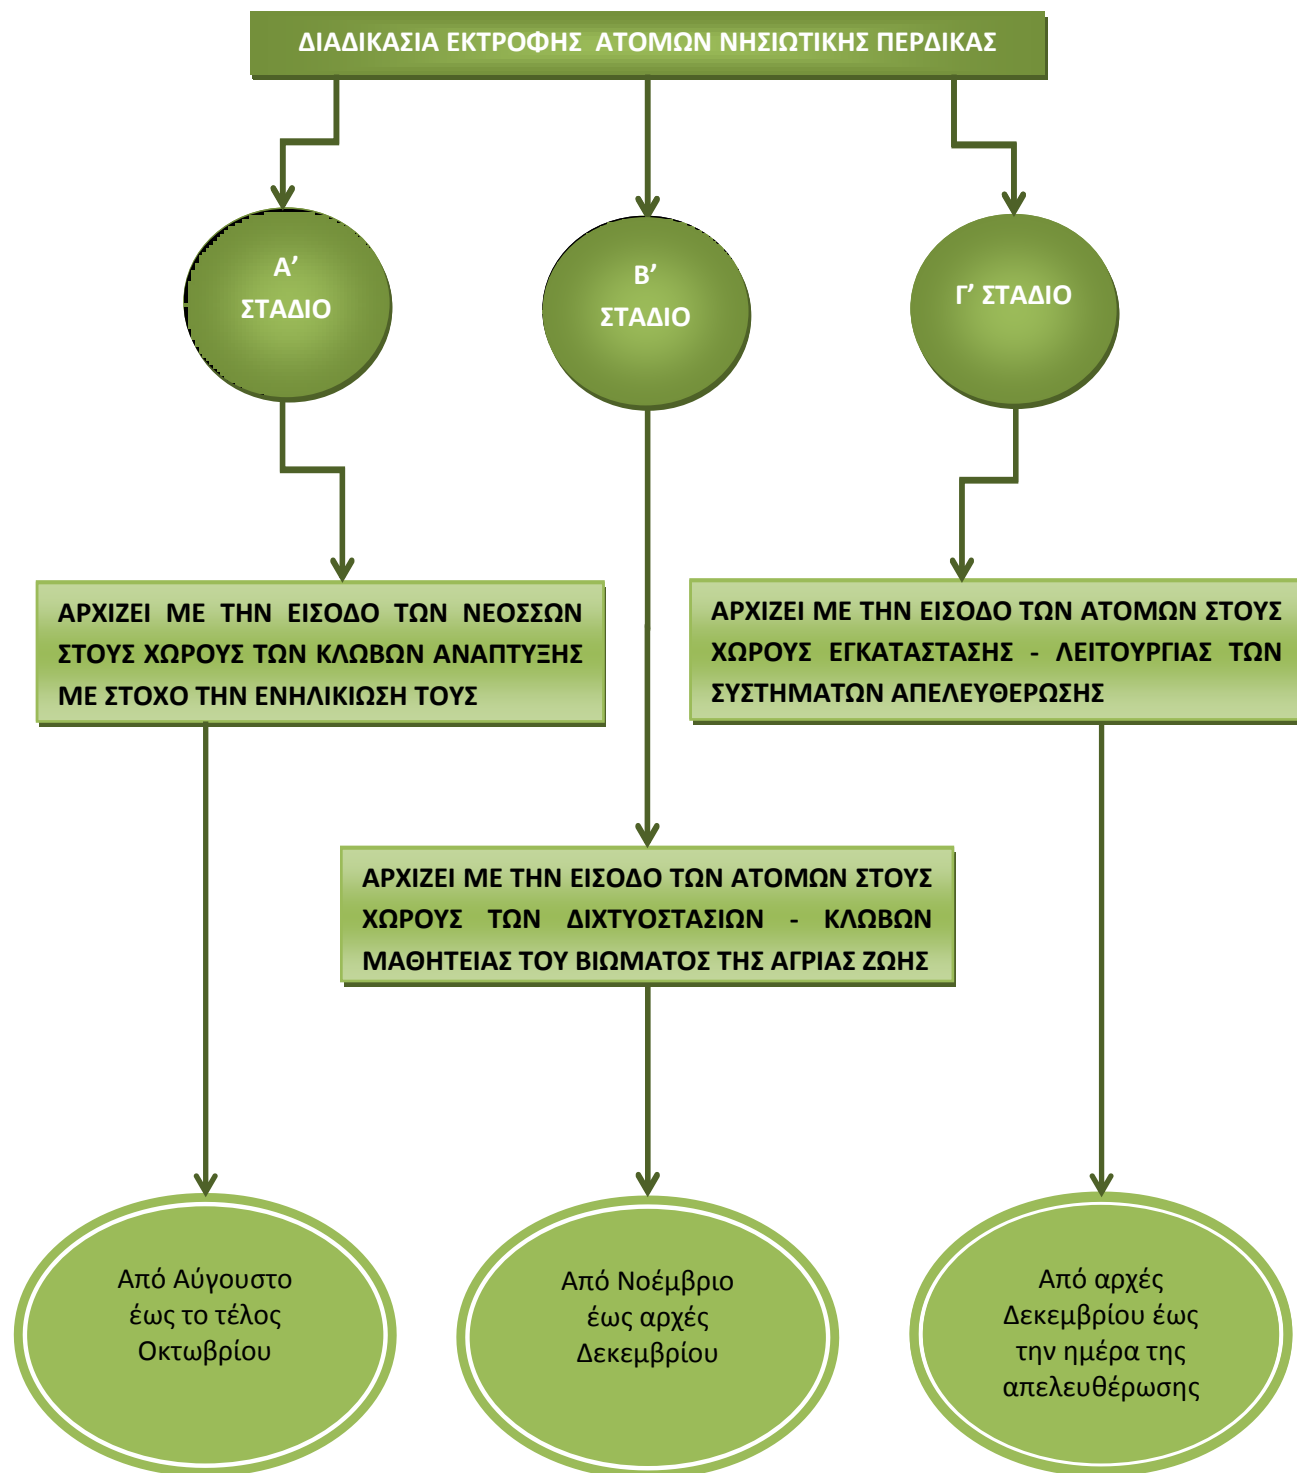 ΔΙΑΔΙΚΑΣΙΑ ΕΚΤΡΟΦΗΣ ΑΤΟΜΩΝ ΝΗΣΙΩΤΙΚΗΣ ΠΕΡΔΙΚΑΣ
Α’
ΣΤΑΔΙΟ
Β’
ΣΤΑΔΙΟ
Γ’ ΣΤΑΔΙΟ
ΑΡΧΙΖΕΙ ΜΕ ΤΗΝ ΕΙΣΟΔΟ ΤΩΝ ΝΕΟΣΣΩΝ
ΣΤΟΥΣ ΧΩΡΟΥΣ ΤΩΝ ΚΛΩΒΩΝ ΑΝΑΠΤΥΞΗΣ
ΜΕ ΣΤΟΧΟ ΤΗΝ ΕΝΗΛΙΚΙΩΣΗ ΤΟΥΣ
ΑΡΧΙΖΕΙ ΜΕ ΤΗΝ ΕΙΣΟΔΟ ΤΩΝ ΑΤΟΜΩΝ ΣΤΟΥΣ
ΧΩΡΟΥΣ ΕΓΚΑΤΑΣΤΑΣΗΣ - ΛΕΙΤΟΥΡΓΙΑΣ ΤΩΝ
ΣΥΣΤΗΜΑΤΩΝ ΑΠΕΛΕΥΘΕΡΩΣΗΣ
ΑΡΧΙΖΕΙ ΜΕ ΤΗΝ ΕΙΣΟΔΟ ΤΩΝ ΑΤΟΜΩΝ ΣΤΟΥΣ
ΧΩΡΟΥΣ ΤΩΝ ΔΙΧΤΥΟΣΤΑΣΙΩΝ - ΚΛΩΒΩΝ
ΜΑΘΗΤΕΙΑΣ ΤΟΥ ΒΙΩΜΑΤΟΣ ΤΗΣ ΑΓΡΙΑΣ ΖΩΗΣ
Από Αύγουστο
έως το τέλος
Οκτωβρίου
Από Νοέμβριο
έως αρχές
Δεκεμβρίου
Από αρχές
Δεκεμβρίου έως
την ημέρα της
απελευθέρωσης